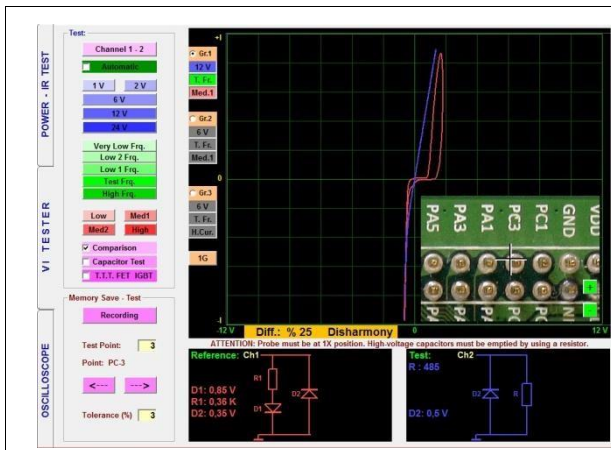 Test:
Channel 1 - 2
Automatic
1 V 2 V
6 V
12 V
24 V
Very Low Frq.
Low 2 Frq.
Low 1 Frq.
Test Frq.
High Frq.
Low Med1
Med2 High
Comparison
Capacitor Test
T.T.T. FET IGBT
Memory Save - Test
Recording
Test Point: 3
Point: PC-3
<--- --->
Tolerance (%) 3
POWER - IR TEST
VI TESTER
OSCILLOSCOPE
+I
Gr.1
12 V
T. Fr.
Med.1
Gr.2
6 V
T. Fr.
Med.1
Gr.3
6 V
T. Fr.
H.Cur.
1G
0
-I
-12 V
0
12 V
PA5
PA3
PA1
PC3
PC1
GND
+
-
Diff.: % 25 Disharmony
ATTENTION: Probe must be at 1X position. High-voltage capacitors must be emptied by using a resistor.
Reference: Ch1
R1
D1
D2
D1: 0,85 V
R1: 0,36 K
D2: 0,35 V
Test: Ch2
R : 485
D2
R
D2: 0,5 V